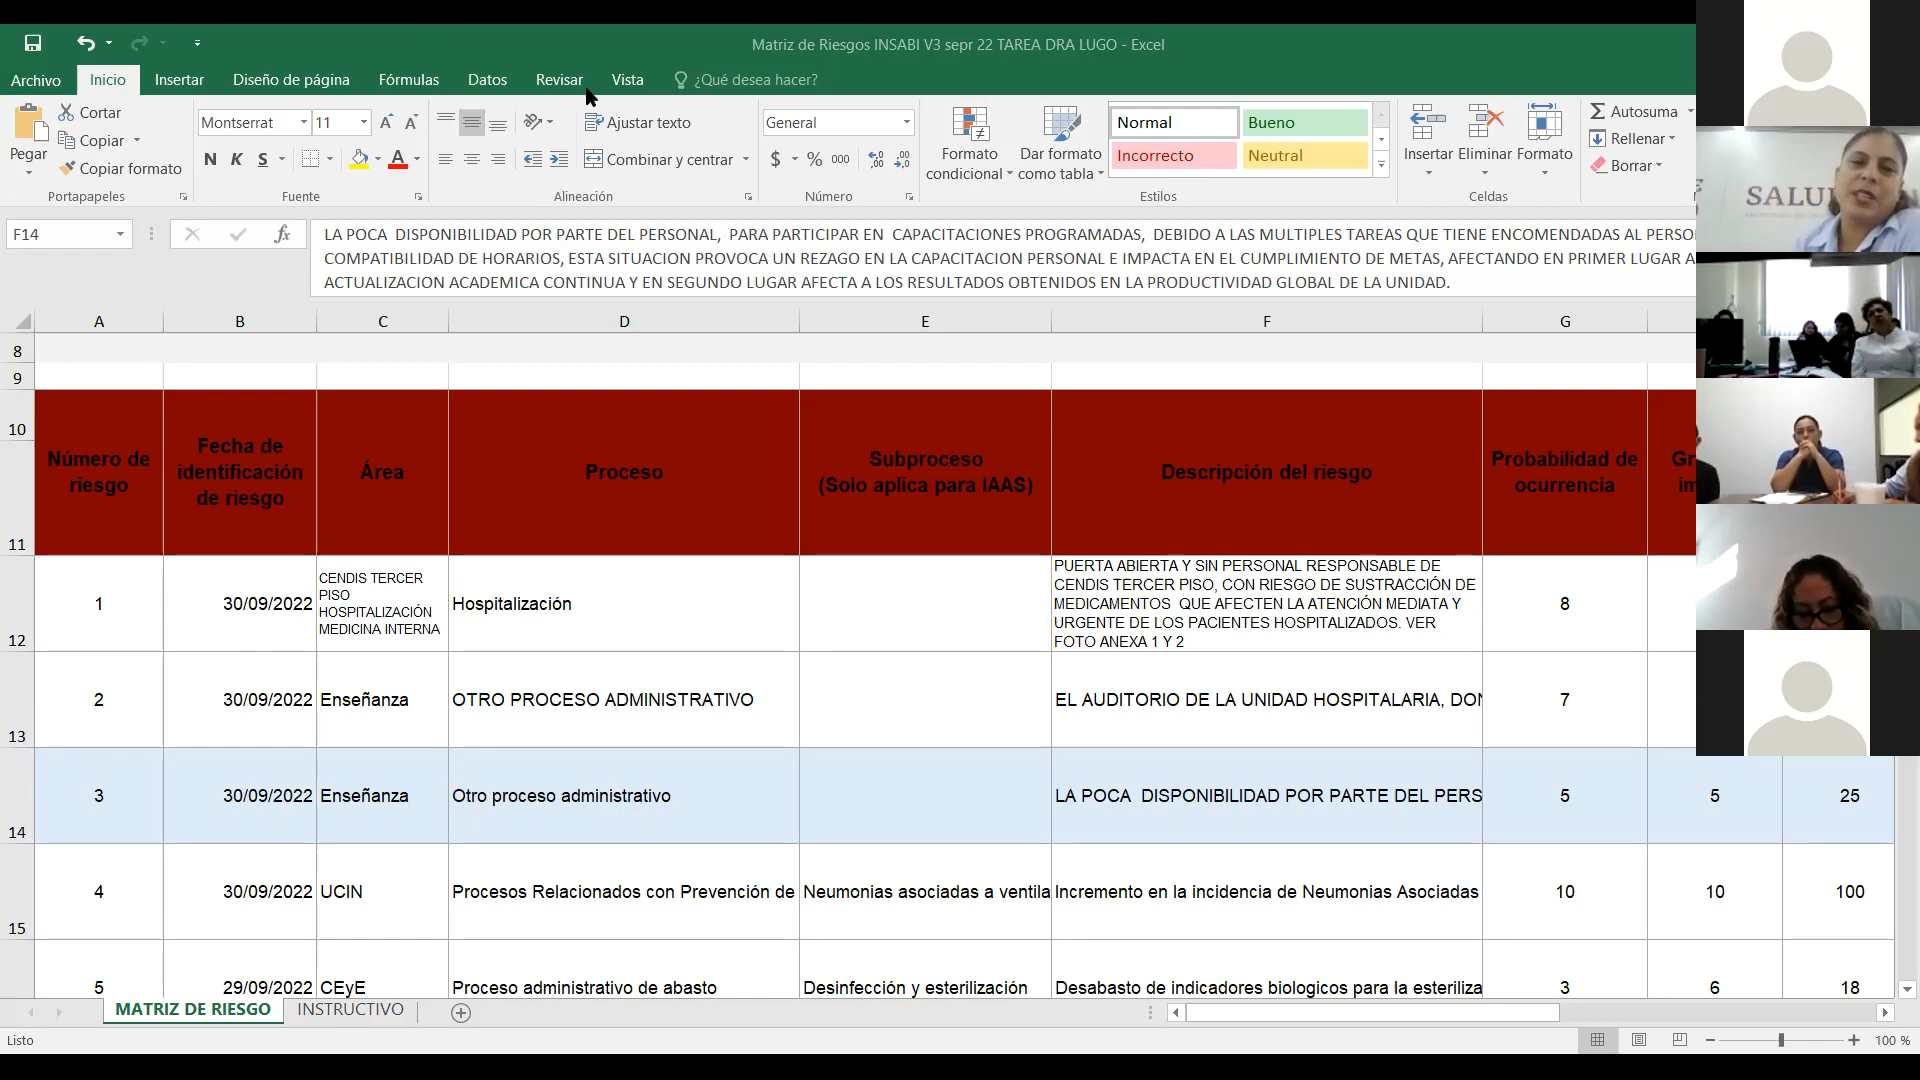 Matriz de Riesgos INSABI V3 sepr 22 TAREA DRA LUGO - Excel
Archivo Inicio Insertar Diseño de página Fórmulas Datos Revisar Vista ¿Qué desea hacer?
Pegar
Cortar
Copiar
Copiar formato
Portapapeles
Montserrat 11
N K S
Fuente
Ajustar texto
Combinar y centrar
Alineación
General
$ % 000
Número
Formato condicional
Dar formato como tabla
Normal Bueno
Incorrecto Neutral
Estilos
Insertar Eliminar Formato
Celdas
Autosuma
Rellenar
Borrar
SALU
F14
fx
LA POCA DISPONIBILIDAD POR PARTE DEL PERSONAL, PARA PARTICIPAR EN CAPACITACIONES PROGRAMADAS, DEBIDO A LAS MULTIPLES TAREAS QUE TIENE ENCOMENDADAS AL PERSO
COMPATIBILIDAD DE HORARIOS, ESTA SITUACION PROVOCA UN REZAGO EN LA CAPACITACION PERSONAL E IMPACTA EN EL CUMPLIMIENTO DE METAS, AFECTANDO EN PRIMER LUGAR A
ACTUALIZACION ACADEMICA CONTINUA Y EN SEGUNDO LUGAR AFECTA A LOS RESULTADOS OBTENIDOS EN LA PRODUCTIVIDAD GLOBAL DE LA UNIDAD.
A B C D E F G
8
9
10
11
Número de riesgo
Fecha de identificación de riesgo
Área
Proceso
Subproceso
(Solo aplica para IAAS)
Descripción del riesgo
Probabilidad de ocurrencia
Gr
im
12
1 30/09/2022
CENDIS TERCER
PISO
HOSPITALIZACIÓN
MEDICINA INTERNA
Hospitalización
PUERTA ABIERTA Y SIN PERSONAL RESPONSABLE DE
CENDIS TERCER PISO, CON RIESGO DE SUSTRACCIÓN DE
MEDICAMENTOS QUE AFECTEN LA ATENCIÓN MEDIATA Y
URGENTE DE LOS PACIENTES HOSPITALIZADOS. VER
FOTO ANEXA 1 Y 2
8
13
2 30/09/2022 Enseñanza OTRO PROCESO ADMINISTRATIVO EL AUDITORIO DE LA UNIDAD HOSPITALARIA, DON 7
14
3 30/09/2022 Enseñanza Otro proceso administrativo LA POCA DISPONIBILIDAD POR PARTE DEL PERS 5 5 25
15
4 30/09/2022 UCIN Procesos Relacionados con Prevención de Neumonias asociadas a ventila Incremento en la incidencia de Neumonias Asociadas 10 10 100
5 29/09/2022 CEyE Proceso administrativo de abasto Desinfección y esterilización Desabasto de indicadores biologicos para la esteriliza 3 6 18
MATRIZ DE RIESGO INSTRUCTIVO
Listo
100 %